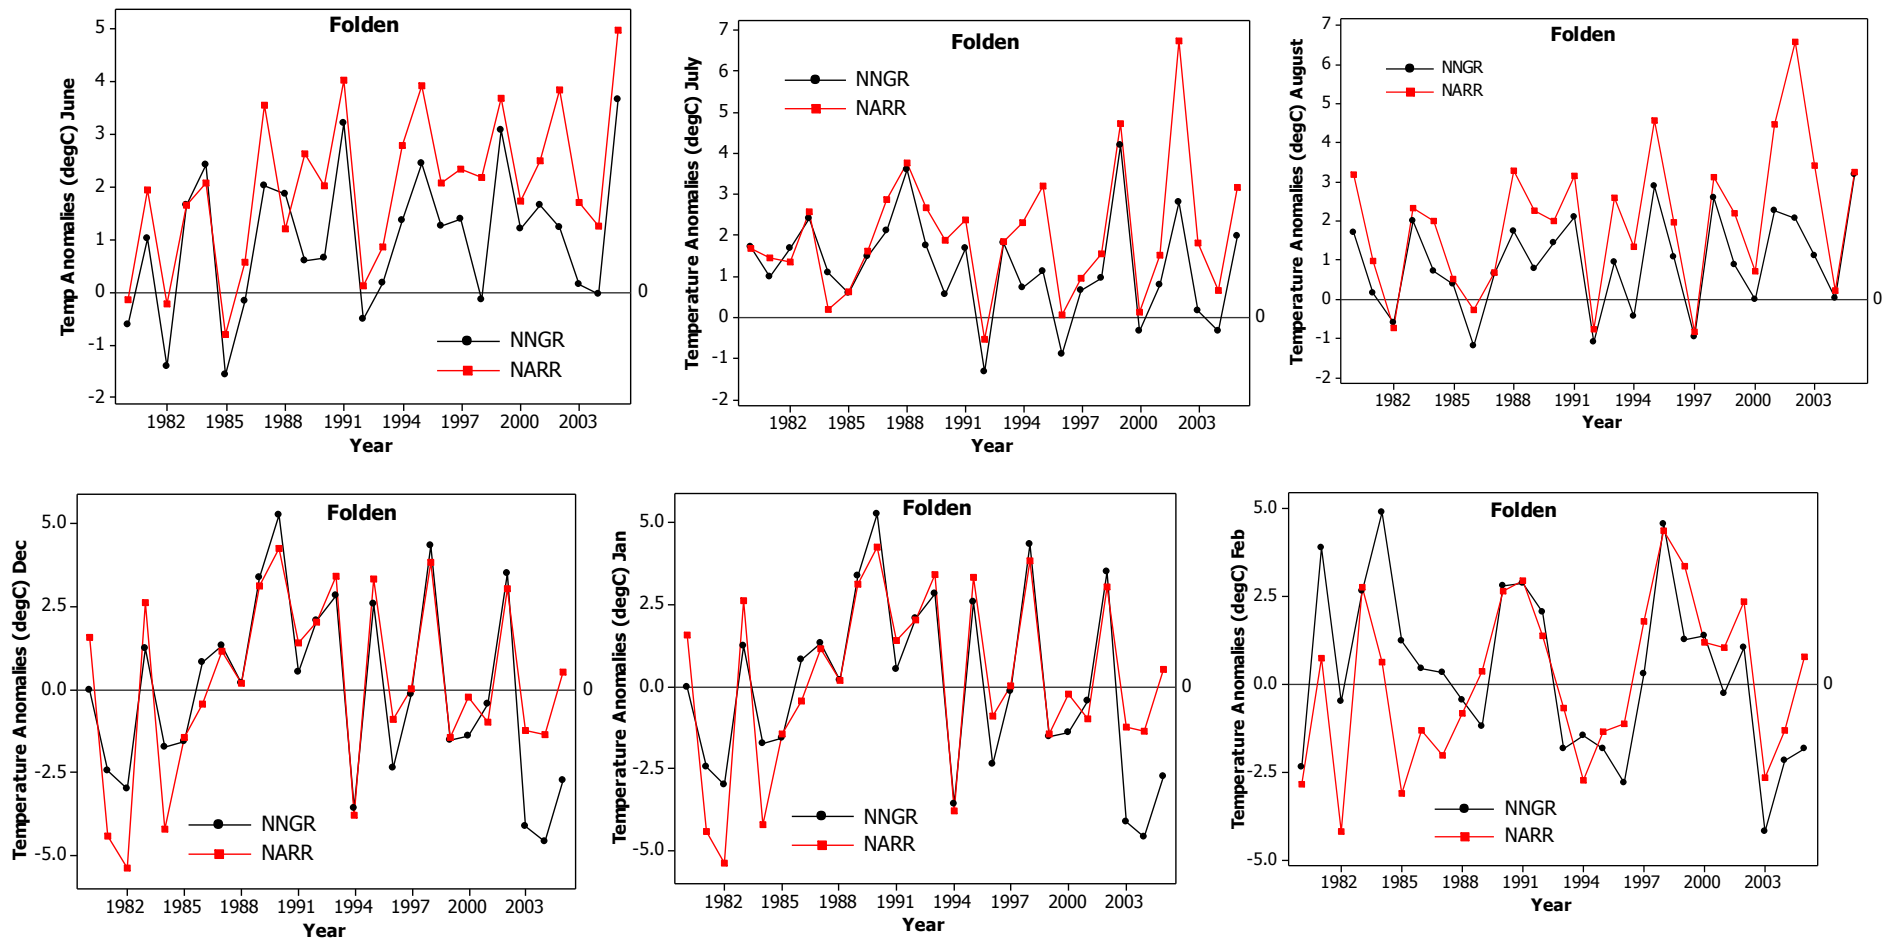 Folden
Temp Anomalies (degC) June
5
4
3
2
1
0
-1
-2
0
NNGR
NARR
1982 1985 1988 1991 1994 1997 2000 2003
Year
Folden
Temperature Anomalies (degC) July
7
6
5
4
3
2
1
0
-1
-2
0
NNGR
NARR
1982 1985 1988 1991 1994 1997 2000 2003
Year
Folden
Temperature Anomalies (degC) August
7
6
5
4
3
2
1
0
-1
-2
0
NNGR
NARR
1982 1985 1988 1991 1994 1997 2000 2003
Year
Folden
Temperature Anomalies (degC) Dec
5.0
2.5
0.0
-2.5
-5.0
0
NNGR
NARR
1982 1985 1988 1991 1994 1997 2000 2003
Year
Folden
Temperature Anomalies (degC) Jan
5.0
2.5
0.0
-2.5
-5.0
0
NNGR
NARR
1982 1985 1988 1991 1994 1997 2000 2003
Year
Folden
Temperature Anomalies (degC) Feb
5.0
2.5
0.0
-2.5
-5.0
0
NNGR
NARR
1982 1985 1988 1991 1994 1997 2000 2003
Year